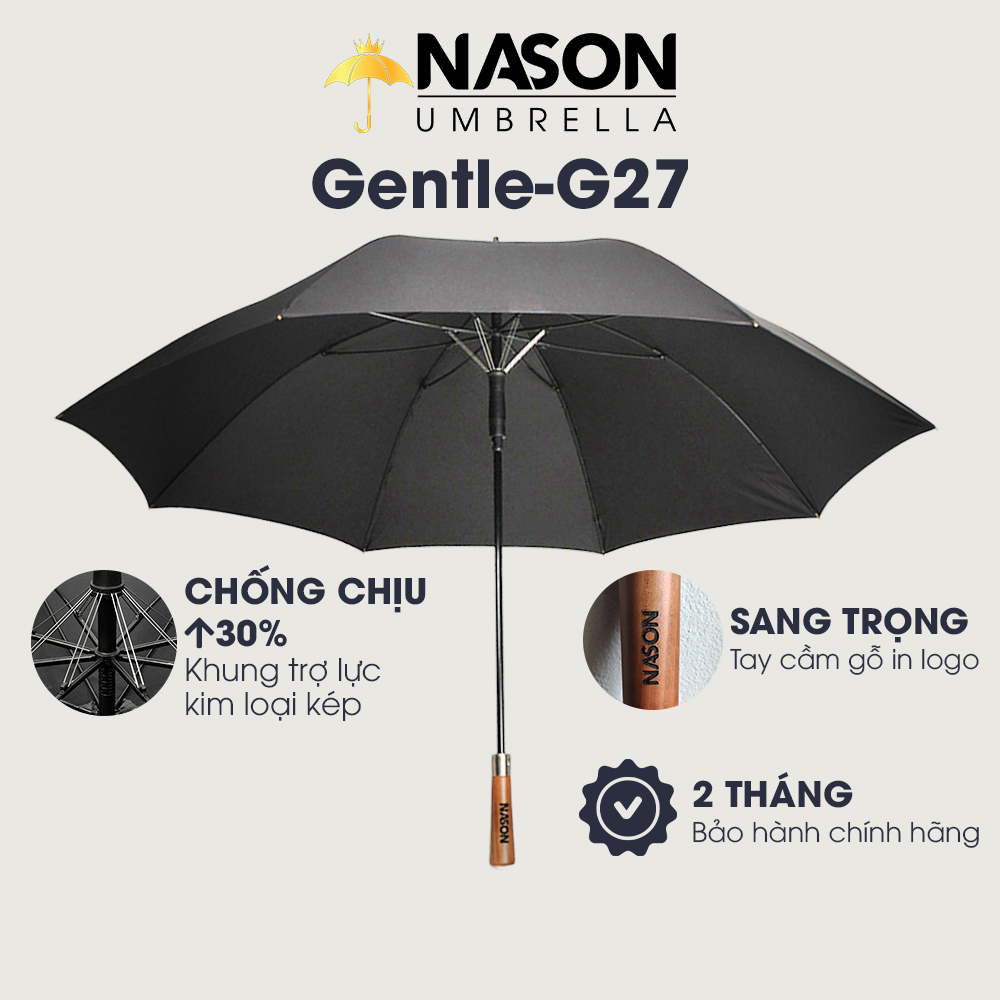 NASON
UMBRELLA
Gentle-G27
CHỐNG CHỊU
↑30%
Khung trợ lực
kim loại kép
NASON
SANG TRỌNG
Tay cầm gỗ in logo
NASON
2 THÁNG
Bảo hành chính hãng